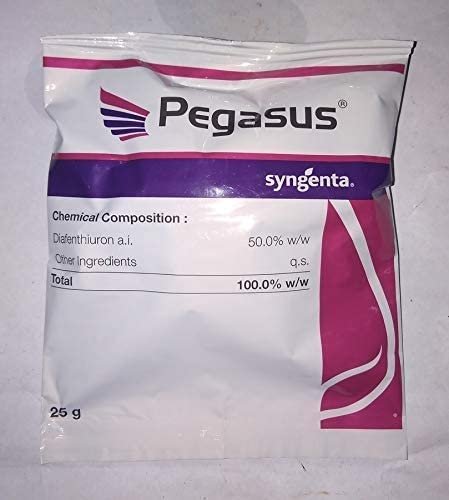 Pegasus®
syngenta®
Chemical Composition :
Diafenthiuron a.i. 50.0% w/w
Other Ingredients q.s.
Total 100.0% w/w
25 g